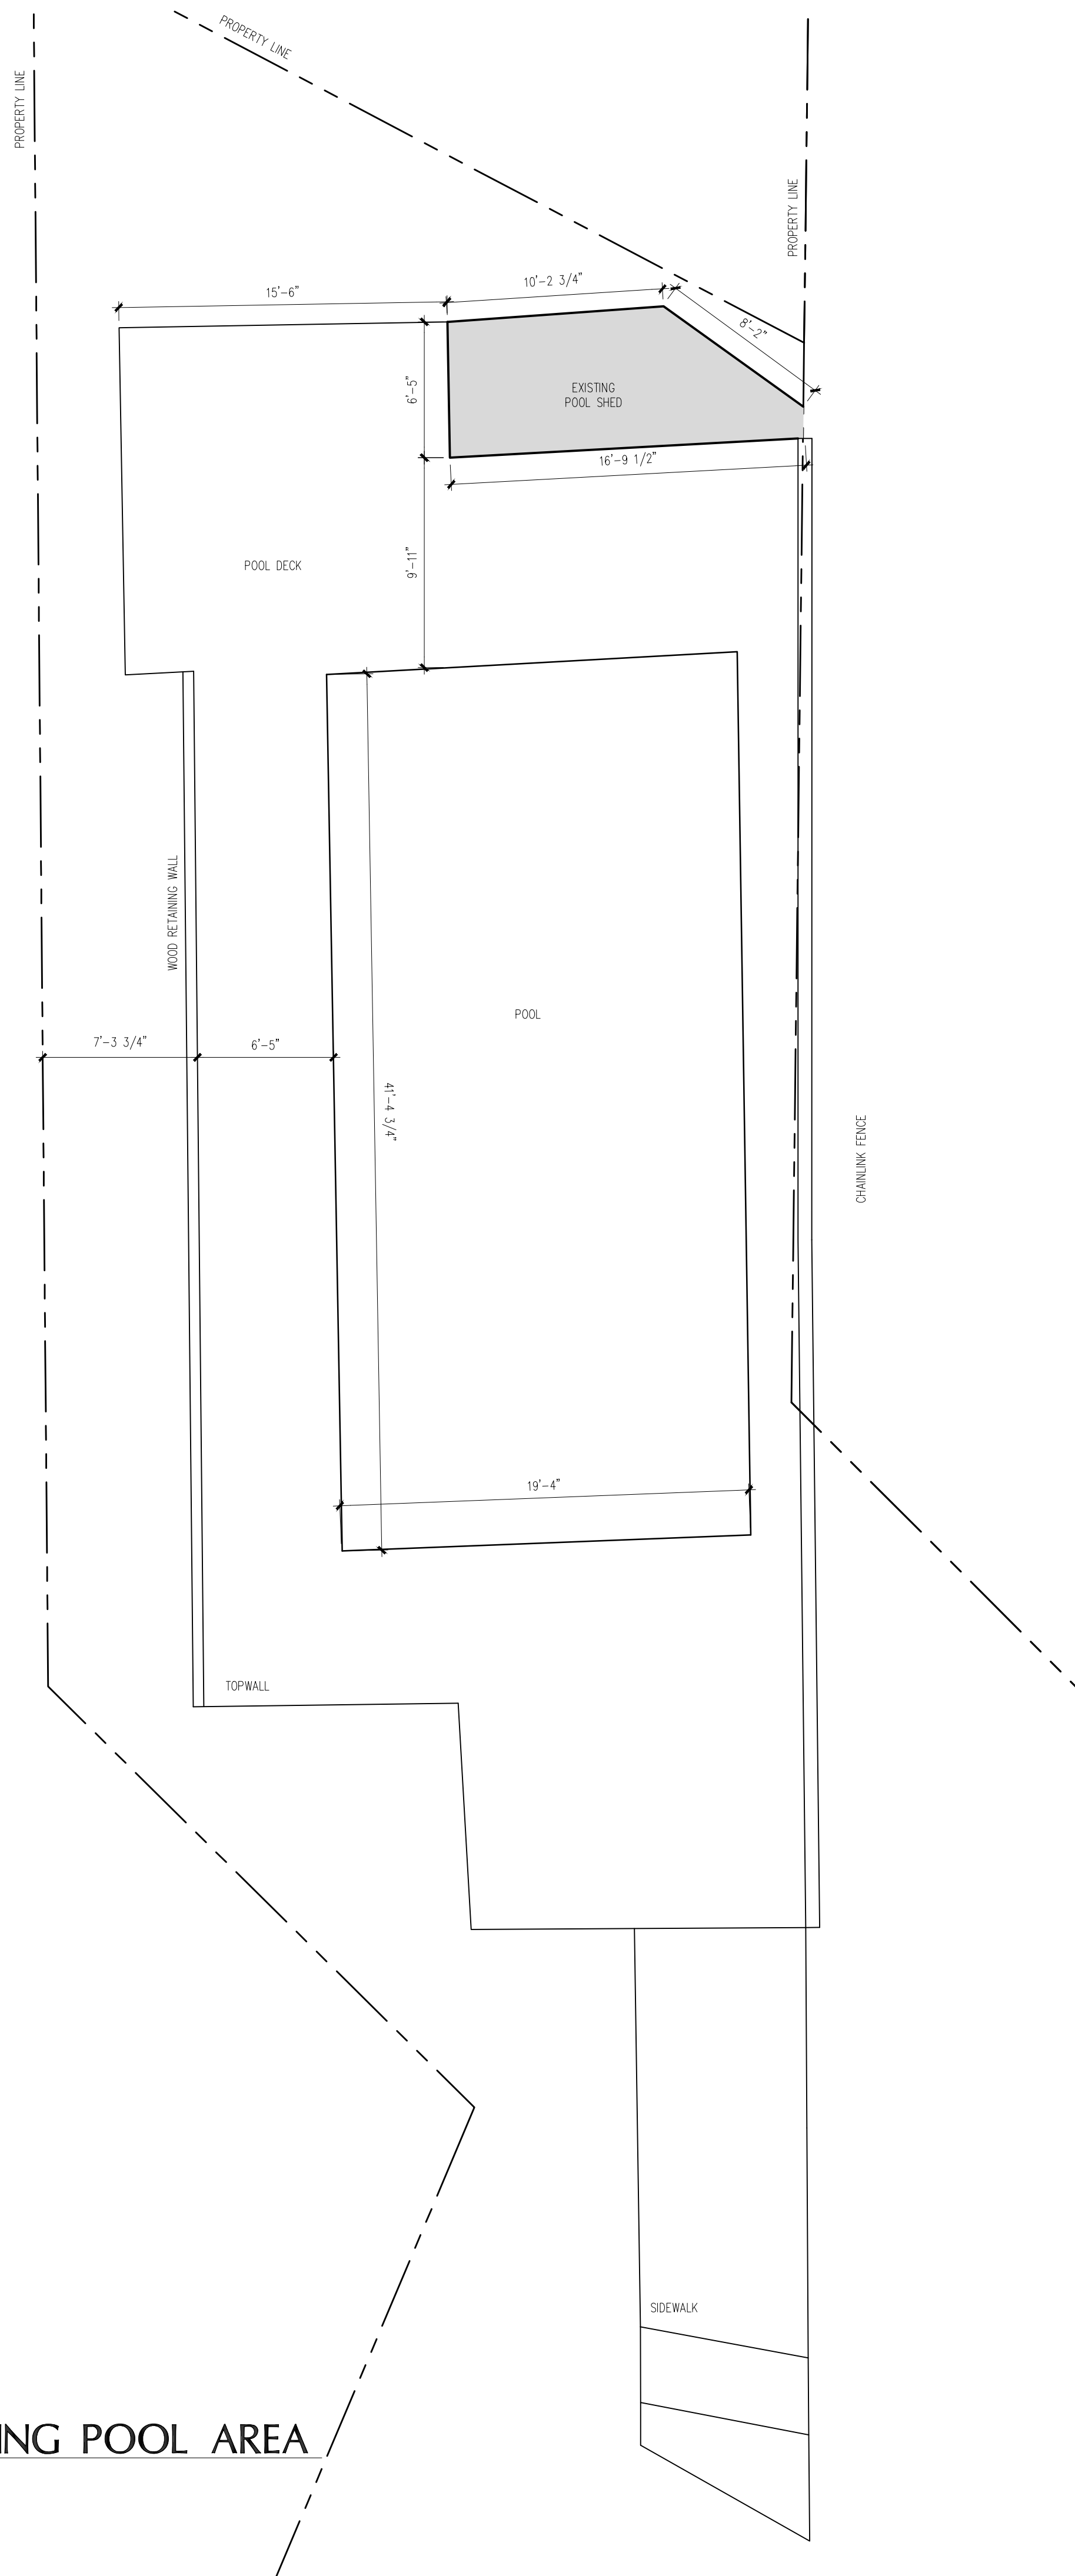 PROPERTY LINE
PROPERTY LINE
PROPERTY LINE
15'-6"
10'-2 3/4"
8'-2"
6'-5"
EXISTING
POOL SHED
16'-9 1/2"
9'-11"
POOL DECK
WOOD RETAINING WALL
POOL
7'-3 3/4"
6'-5"
41'-4 3/4"
CHAINLINK FENCE
19'-4"
TOPWALL
SIDEWALK
ING POOL AREA